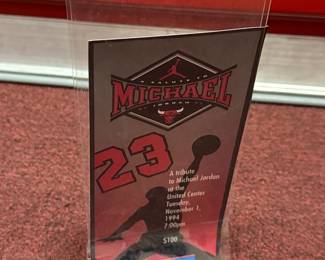 A SALUTE TO
MICHAEL
JORDAN
23
A tribute
to Michael Jordan
at the
United Center
Tuesday,
November 1,
1994
7:00pm
$100